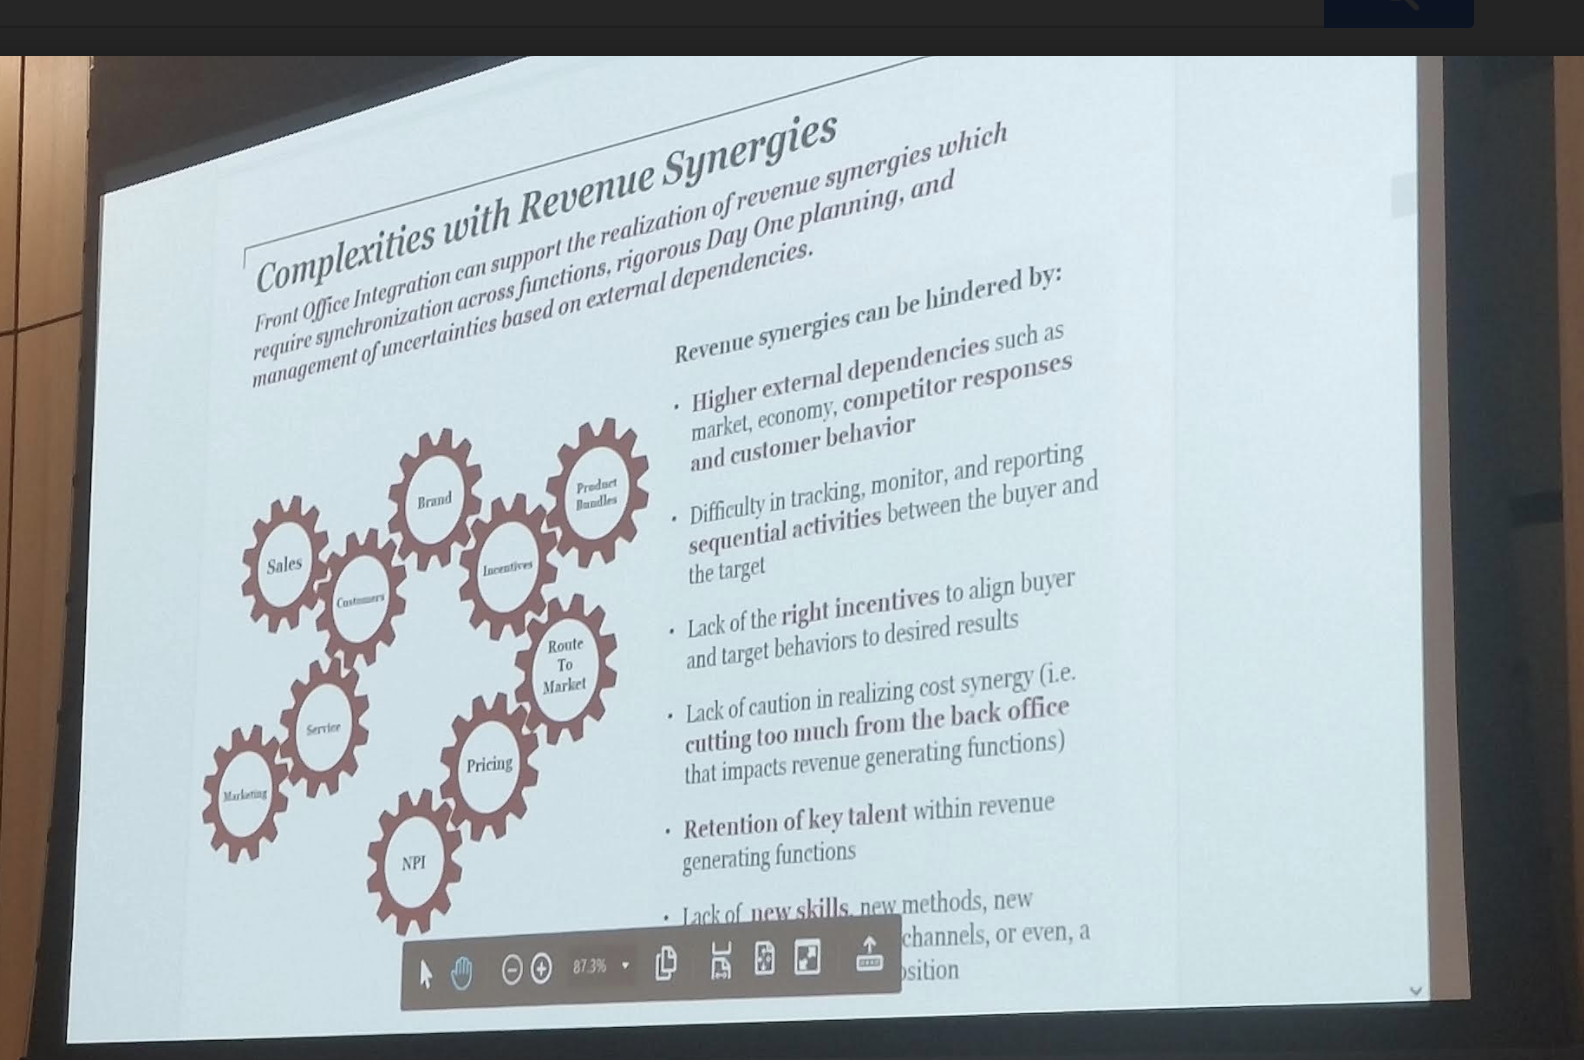 Complexities with Revenue Synergies
Front Office Integration can support the realization of revenue synergies which
require synchronization across functions, rigorous Day One planning, and
management of uncertainties based on external dependencies.
Revenue synergies can be hindered by:
• Higher external dependencies such as
market, economy, competitor responses
and customer behavior
• Difficulty in tracking, monitor, and reporting
sequential activities between the buyer and
the target
• Lack of the right incentives to align buyer
and target behaviors to desired results
• Lack of caution in realizing cost synergy (i.e.
cutting too much from the back office
that impacts revenue generating functions)
• Retention of key talent within revenue
generating functions
• Lack of new skills, new methods, new
channels, or even, a
Brand
Product
Bundles
Sales
Customers
Incentives
Route
To
Market
Service
Pricing
Marketing
NPI
87.3%